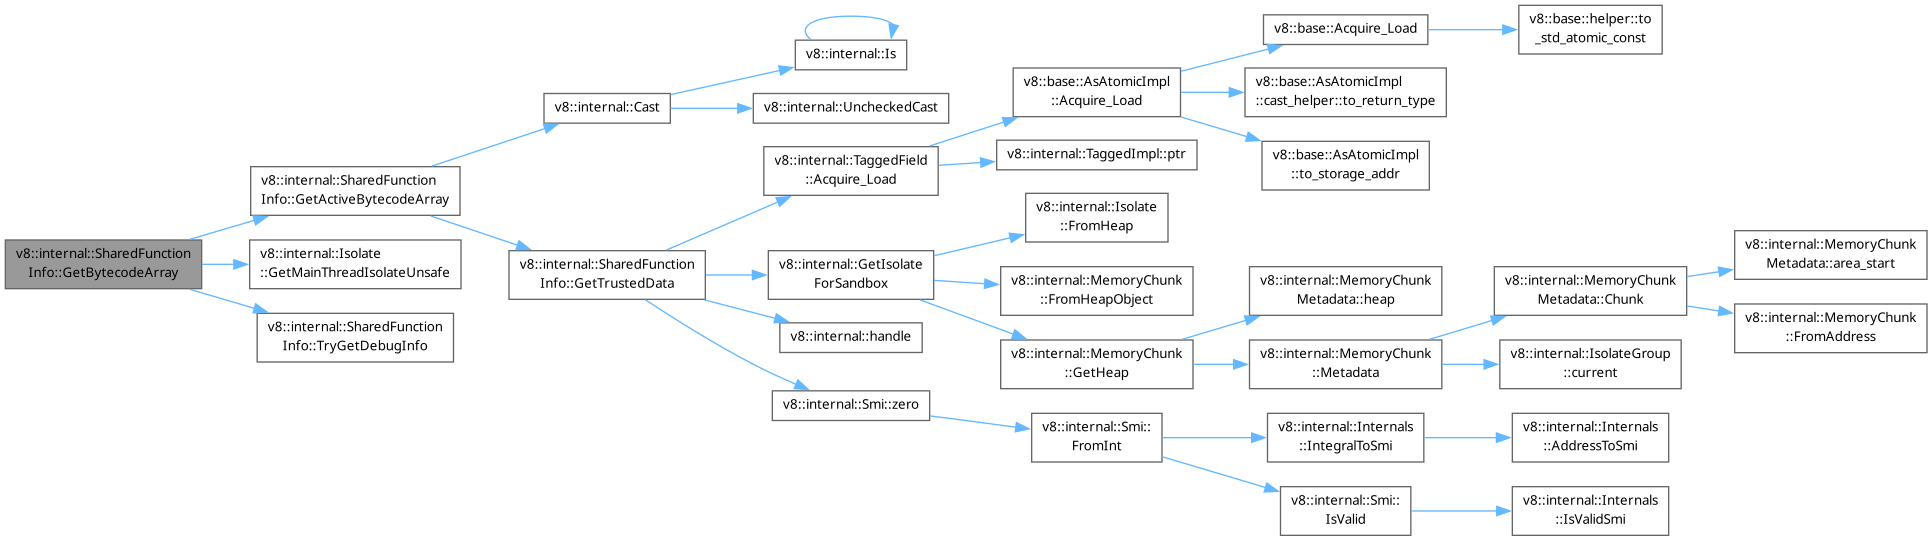 v8::internal::SharedFunction
Info::GetBytecodeArray
v8::internal::SharedFunction
Info::GetActiveBytecodeArray
v8::internal::Isolate
::GetMainThreadIsolateUnsafe
v8::internal::SharedFunction
Info::TryGetDebugInfo
v8::internal::Cast
v8::internal::SharedFunction
Info::GetTrustedData
v8::internal::Is
v8::internal::UncheckedCast
v8::internal::TaggedField
::Acquire_Load
v8::internal::GetIsolate
ForSandbox
v8::internal::handle
v8::internal::Smi::zero
v8::base::AsAtomicImpl
::Acquire_Load
v8::internal::TaggedImpl::ptr
v8::internal::Isolate
::FromHeap
v8::internal::MemoryChunk
::FromHeapObject
v8::internal::MemoryChunk
::GetHeap
v8::internal::Smi::
FromInt
v8::base::Acquire_Load
v8::base::AsAtomicImpl
::cast_helper::to_return_type
v8::base::AsAtomicImpl
::to_storage_addr
v8::internal::MemoryChunk
Metadata::heap
v8::internal::MemoryChunk
::Metadata
v8::internal::Internals
::IntegralToSmi
v8::internal::Smi::
IsValid
v8::base::helper::to
_std_atomic_const
v8::internal::MemoryChunk
Metadata::Chunk
v8::internal::IsolateGroup
::current
v8::internal::Internals
::AddressToSmi
v8::internal::Internals
::IsValidSmi
v8::internal::MemoryChunk
Metadata::area_start
v8::internal::MemoryChunk
::FromAddress